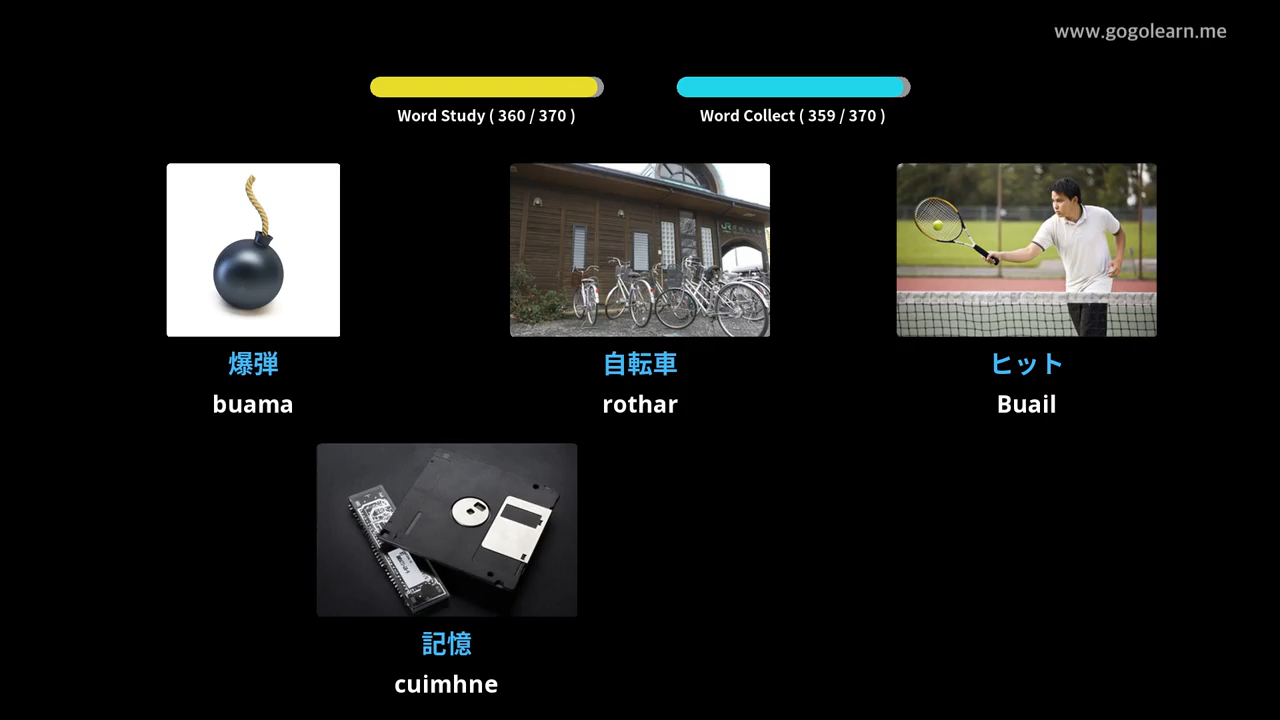 www.gogolearn.me
Word Study ( 360 / 370 )
Word Collect ( 359 / 370 )
爆弾
buama
自転車
rothar
ヒット
Buail
記憶
cuimhne